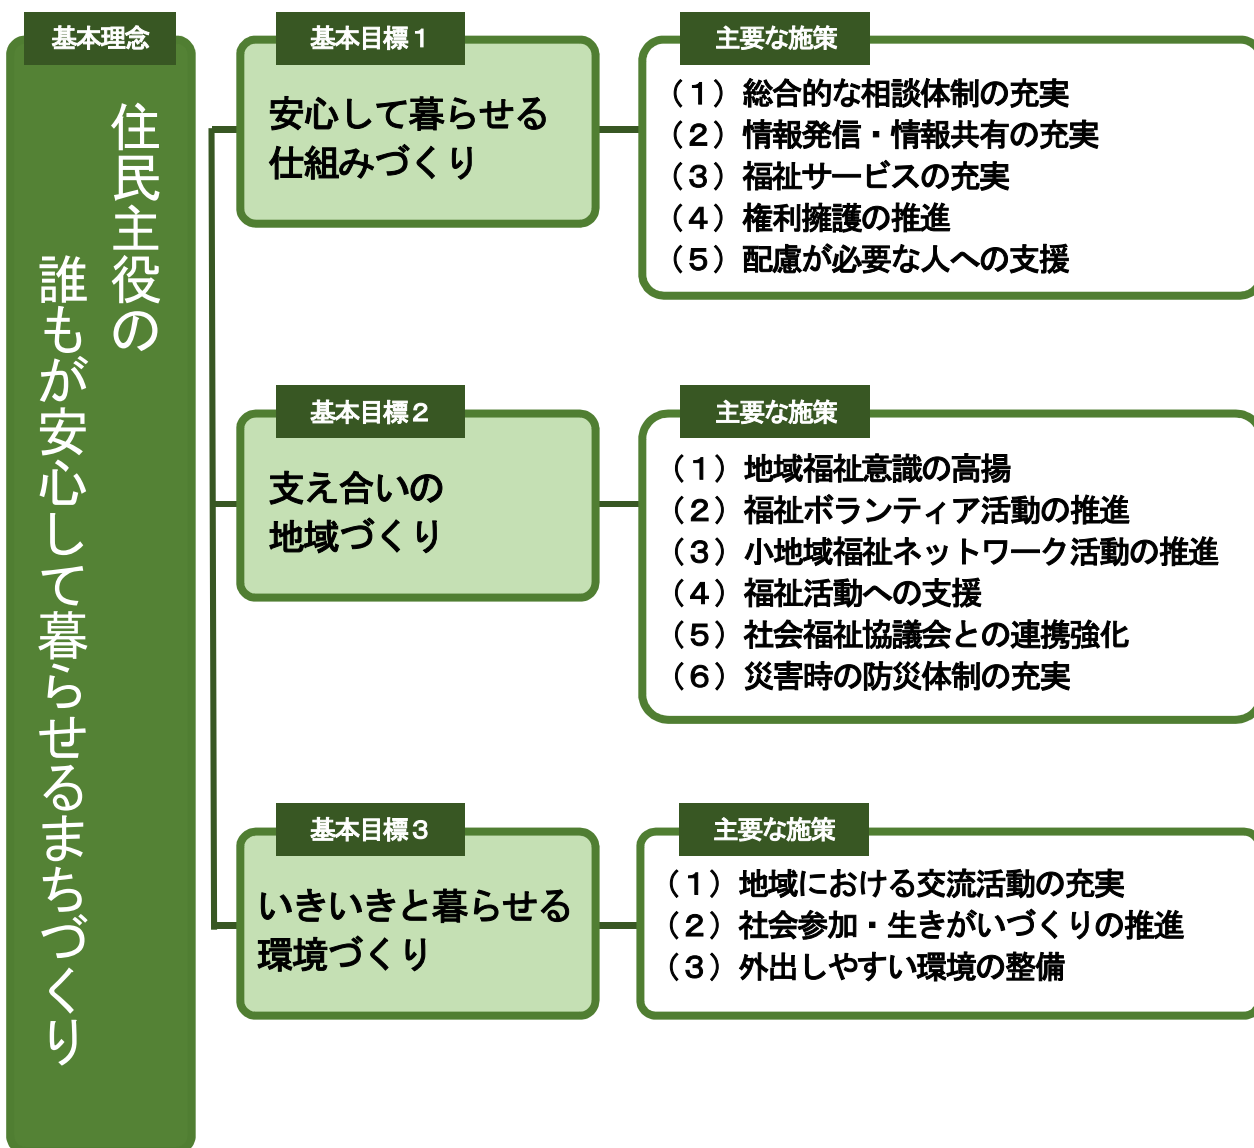 基本理念
住民主役の
誰もが安心して暮らせるまちづくり
基本目標１
安心して暮らせる
仕組みづくり
主要な施策
（１）総合的な相談体制の充実
（２）情報発信・情報共有の充実
（３）福祉サービスの充実
（４）権利擁護の推進
（５）配慮が必要な人への支援
基本目標２
支え合いの
地域づくり
主要な施策
（１）地域福祉意識の高揚
（２）福祉ボランティア活動の推進
（３）小地域福祉ネットワーク活動の推進
（４）福祉活動への支援
（５）社会福祉協議会との連携強化
（６）災害時の防災体制の充実
基本目標３
いきいきと暮らせる
環境づくり
主要な施策
（１）地域における交流活動の充実
（２）社会参加・生きがいづくりの推進
（３）外出しやすい環境の整備